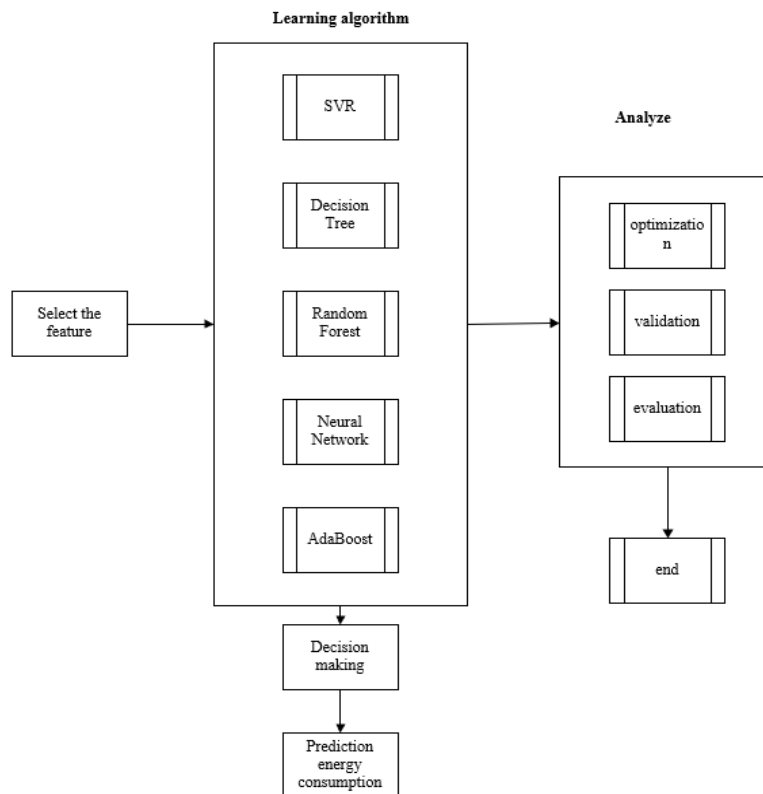 Learning algorithm
SVR
Analyze
Decision
Tree
optimizatio
n
Select the
feature
Random
Forest
validation
evaluation
Neural
Network
AdaBoost
end
Decision
making
Prediction
energy
consumption